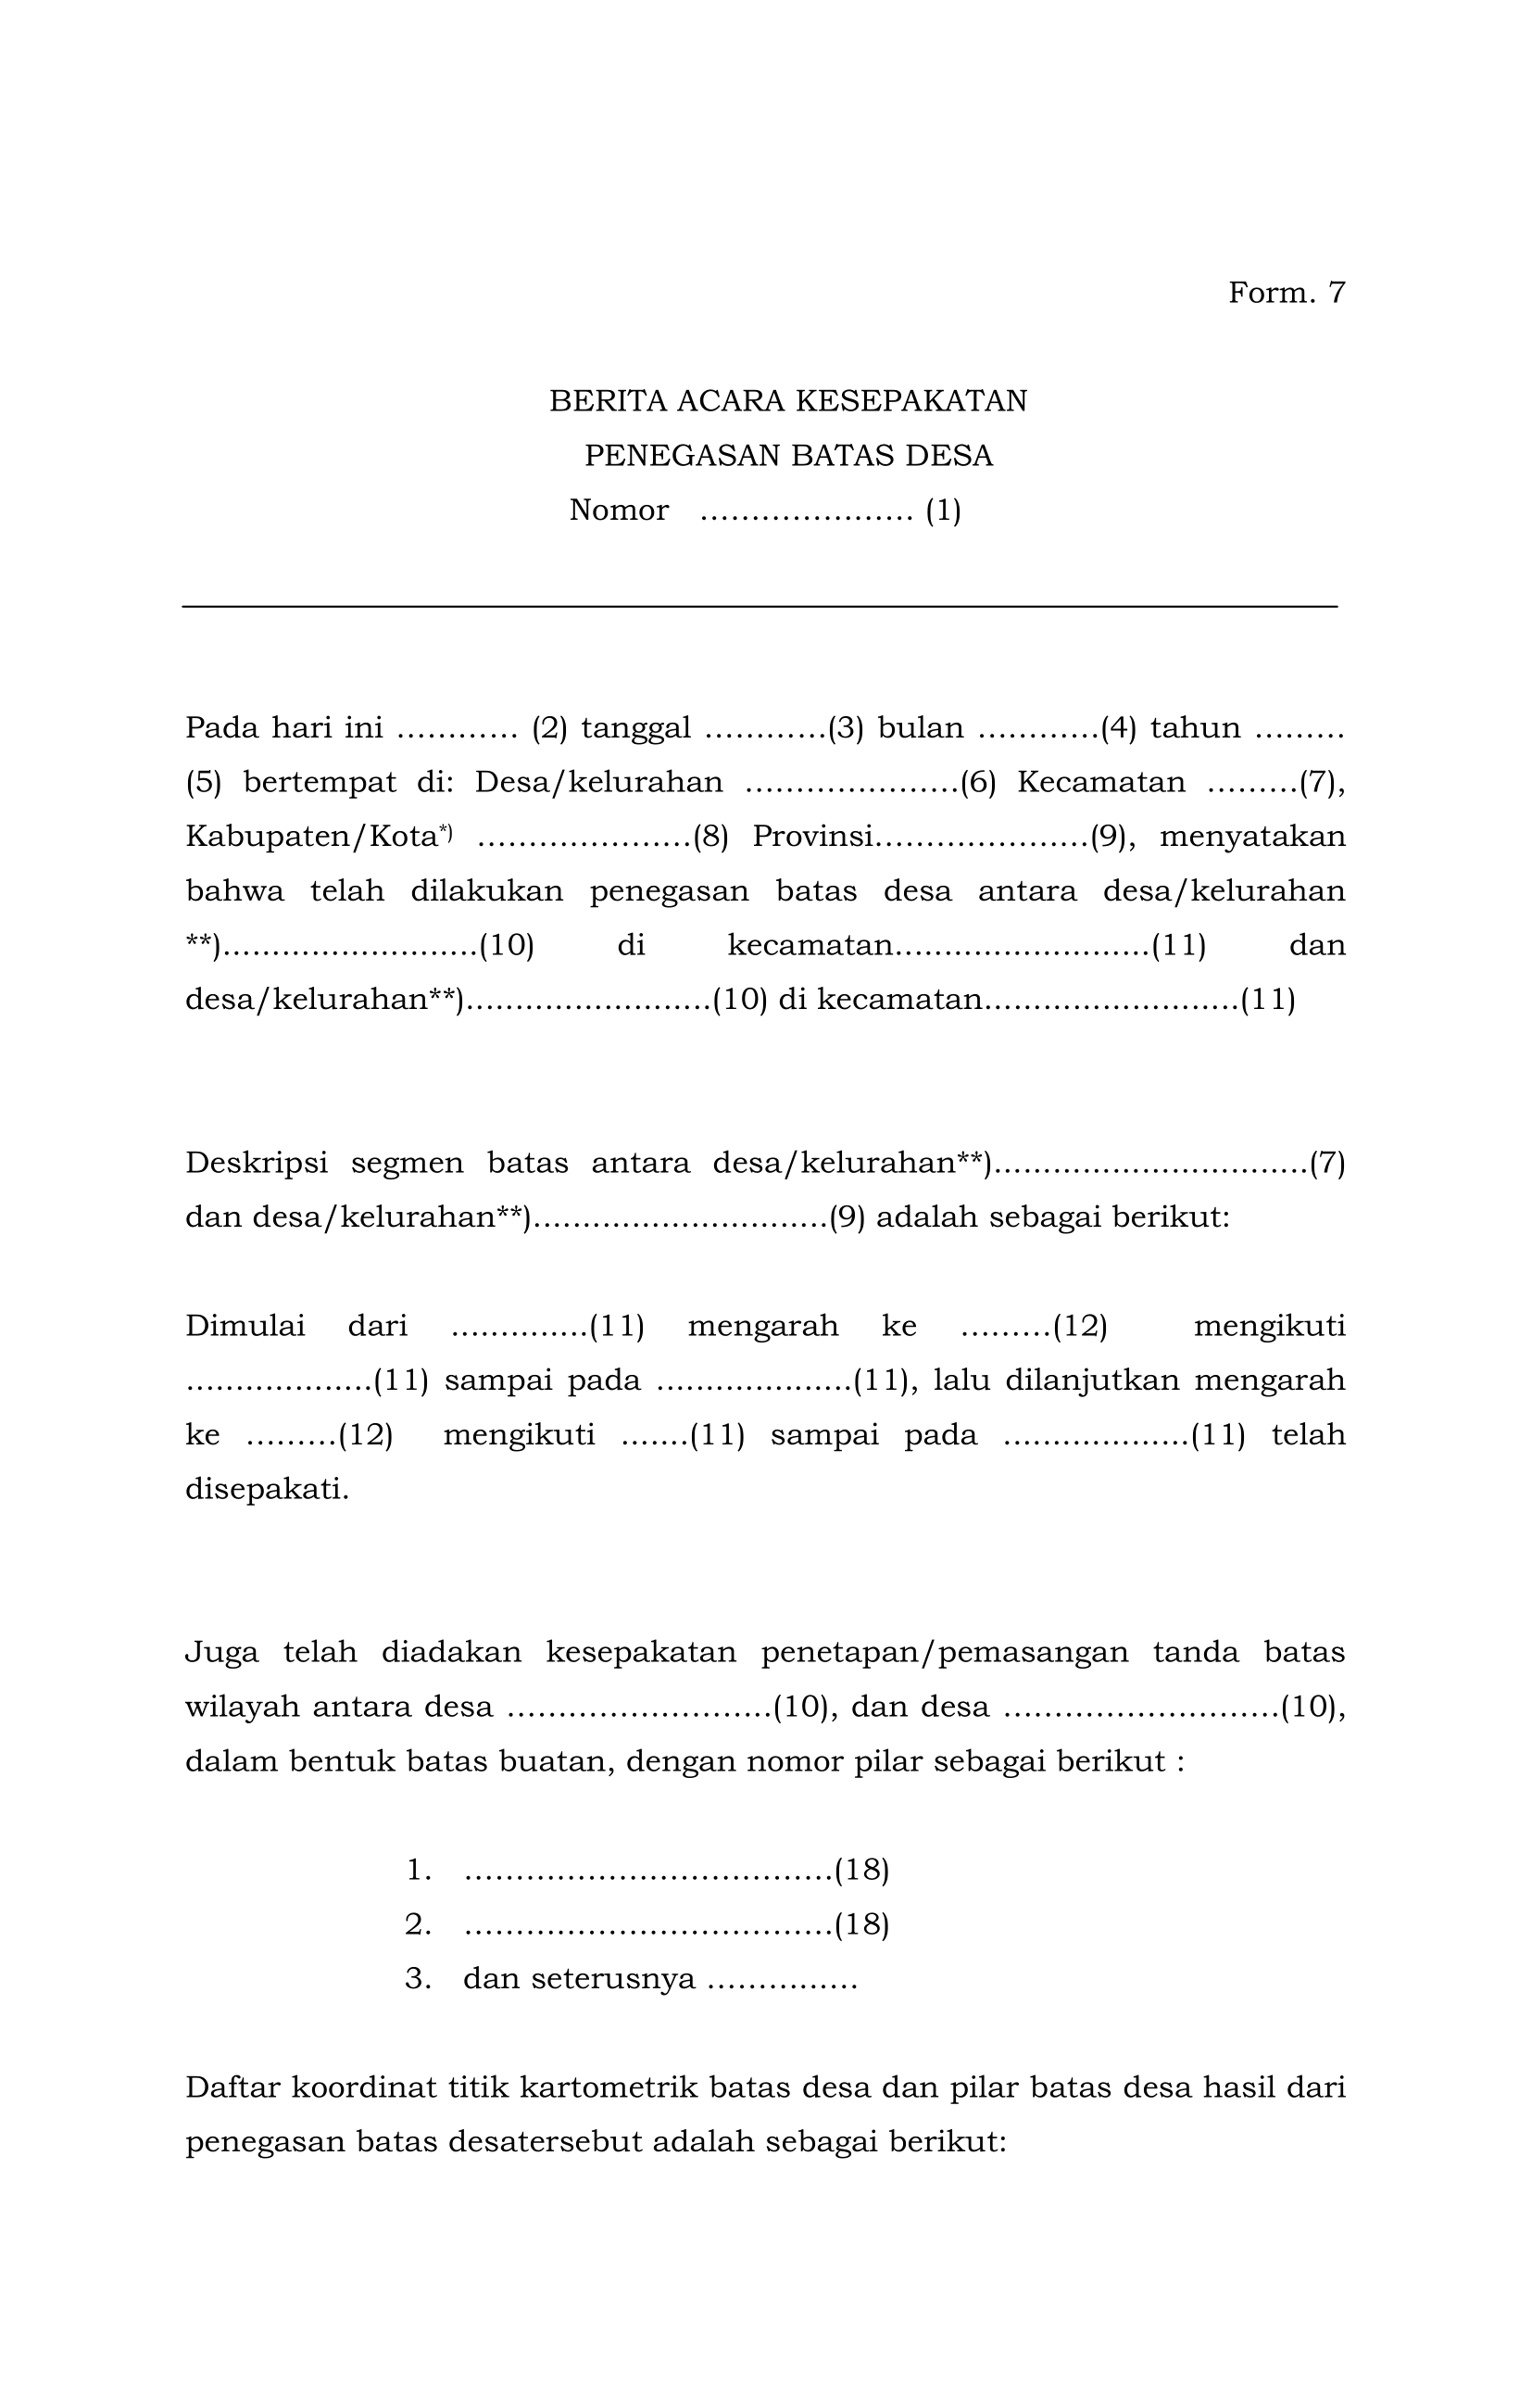 Form. 7
BERITA ACARA KESEPAKATAN
PENEGASAN BATAS DESA
Nomor ………………… (1)
Pada hari ini ………… (2) tanggal …………(3) bulan …………(4) tahun ………
(5) bertempat di: Desa/kelurahan …………………(6) Kecamatan ………(7),
Kabupaten/Kota*) …………………(8) Provinsi…………………(9), menyatakan
bahwa telah dilakukan penegasan batas desa antara desa/kelurahan
**)……………………..(10) di kecamatan……………………..(11) dan
desa/kelurahan**)…………………….(10) di kecamatan……………………..(11)
Deskripsi segmen batas antara desa/kelurahan**)…………………………..(7)
dan desa/kelurahan**)…………………………(9) adalah sebagai berikut:
Dimulai dari …………..(11) mengarah ke ………(12) mengikuti
……………….(11) sampai pada ………………..(11), lalu dilanjutkan mengarah
ke ………(12) mengikuti …….(11) sampai pada ……………….(11) telah
disepakati.
Juga telah diadakan kesepakatan penetapan/pemasangan tanda batas
wilayah antara desa ……………………..(10), dan desa ………………………(10),
dalam bentuk batas buatan, dengan nomor pilar sebagai berikut :
1. ………………………………(18)
2. ………………………………(18)
3. dan seterusnya ……………
Daftar koordinat titik kartometrik batas desa dan pilar batas desa hasil dari
penegasan batas desatersebut adalah sebagai berikut: